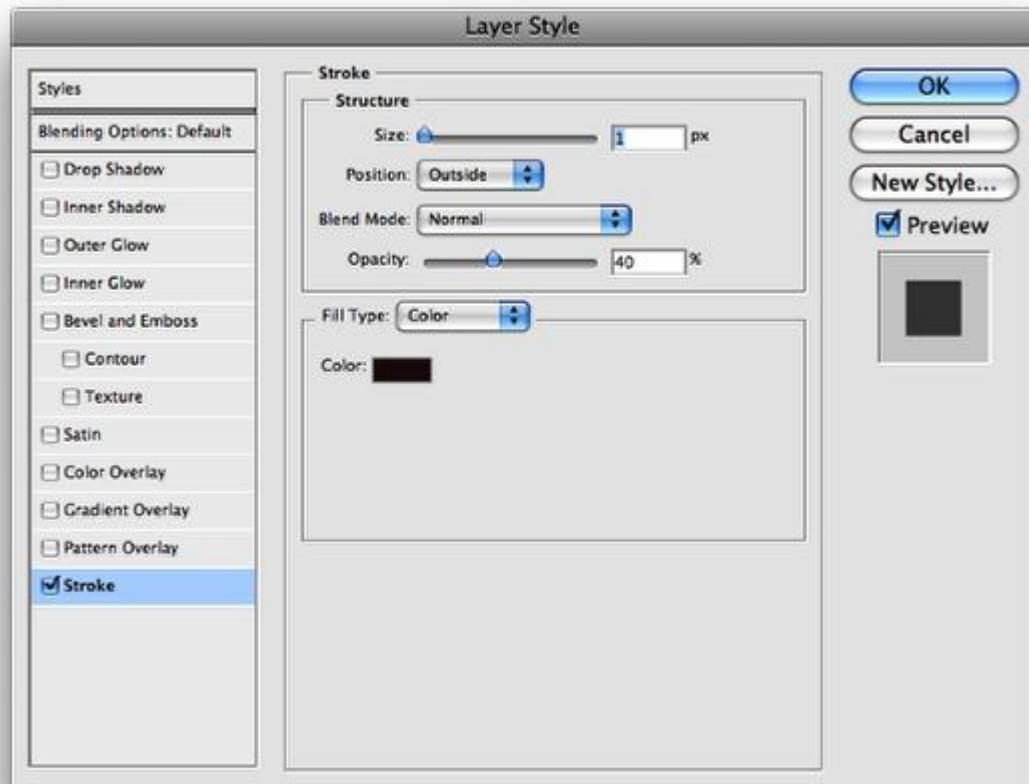 Layer Style
Styles
Blending Options: Default
Drop Shadow
Inner Shadow
Outer Glow
Inner Glow
Bevel and Emboss
Contour
Texture
Satin
Color Overlay
Gradient Overlay
Pattern Overlay
Stroke
Stroke
Structure
Size: 1 px
Position: Outside
Blend Mode: Normal
Opacity: 40 %
Fill Type: Color
Color:
OK
Cancel
New Style...
Preview